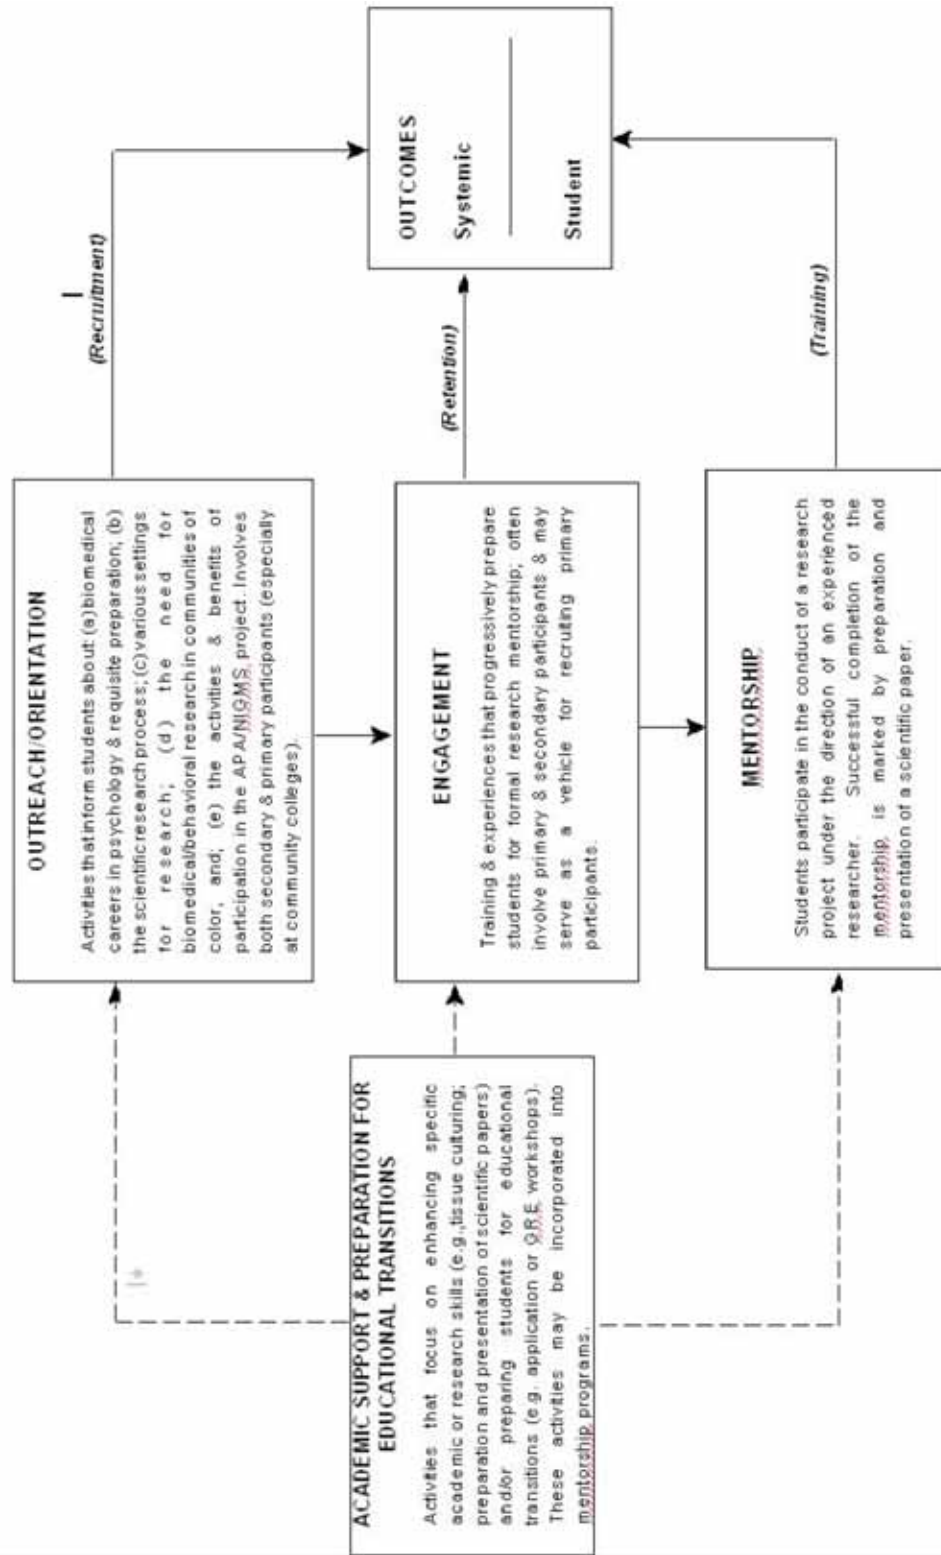 OUTREACH/ORIENTATION
Activities that inform students about: (a) biomedical
careers in psychology & requisite preparation; (b)
the scientific research process; (c) various settings
for research; (d) the need for
biomedical/behavioral research in communities of
color, and; (e) the activities & benefits of
participation in the APA/NIGMS project. Involves
both secondary & primary participants (especially
at community colleges).
(Recruitment)
ACADEMIC SUPPORT & PREPARATION FOR
EDUCATIONAL TRANSITIONS
Activities that focus on enhancing specific
academic or research skills (e.g., tissue culturing;
preparation and presentation of scientific papers)
and/or preparing students for educational
transitions (e.g. application or GRE workshops).
These activities may be incorporated into
mentorship programs.
ENGAGEMENT
Training & experiences that progressively prepare
students for formal research mentorship; often
involve primary & secondary participants & may
serve as a vehicle for recruiting primary
participants.
(Retention)
OUTCOMES
Systemic
Student
MENTORSHIP
Students participate in the conduct of a research
project under the direction of an experienced
researcher. Successful completion of the
mentorship is marked by preparation and
presentation of a scientific paper.
(Training)